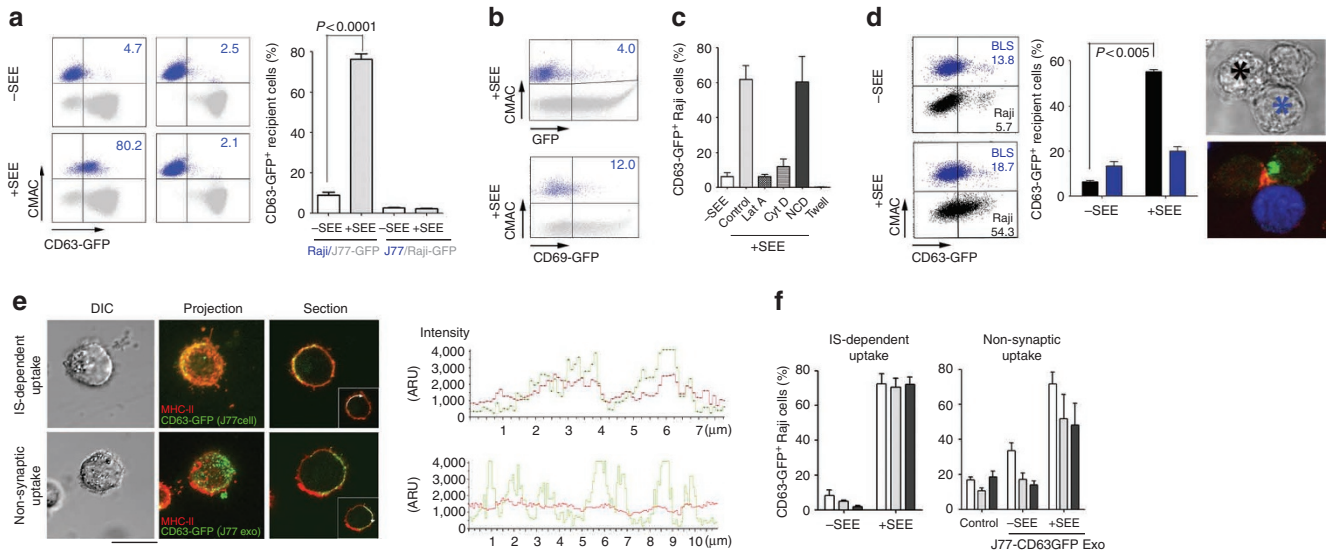 a
4.7
2.5
–SEE
80.2
2.1
+SEE
CMAC
CD63-GFP
P<0.0001
CD63-GFP+ recipient cells (%)
80
60
40
20
0
–SEE +SEE –SEE +SEE
Raji/J77-GFP J77/Raji-GFP
b
4.0
+SEE
CMAC
GFP
12.0
+SEE
CMAC
CD69-GFP
c
CD63-GFP+ Raji cells (%)
80
60
40
20
0
–SEE
Control
Lat A
Cyt D
NCD
Twell
+SEE
d
BLS
13.8
–SEE
Raji
5.7
BLS
18.7
+SEE
CMAC
Raji
54.3
CD63-GFP
P<0.005
CD63-GFP+ recipient cells (%)
80
60
40
20
0
–SEE +SEE
*
*
e
DIC Projection Section
IS-dependent uptake
MHC-II
CD63-GFP (J77cell)
Non-synaptic uptake
MHC-II
CD63-GFP (J77 exo)
Intensity
(ARU)
4,000
3,000
2,000
1,000
0
1 2 3 4 5 6 7 (μm)
(ARU)
4,000
3,000
2,000
1,000
0
1 2 3 4 5 6 7 8 9 10 (μm)
f
IS-dependent uptake
CD63-GFP+ Raji cells (%)
80
60
40
20
0
–SEE +SEE
Non-synaptic uptake
80
60
40
20
0
Control –SEE +SEE
J77-CD63GFP Exo